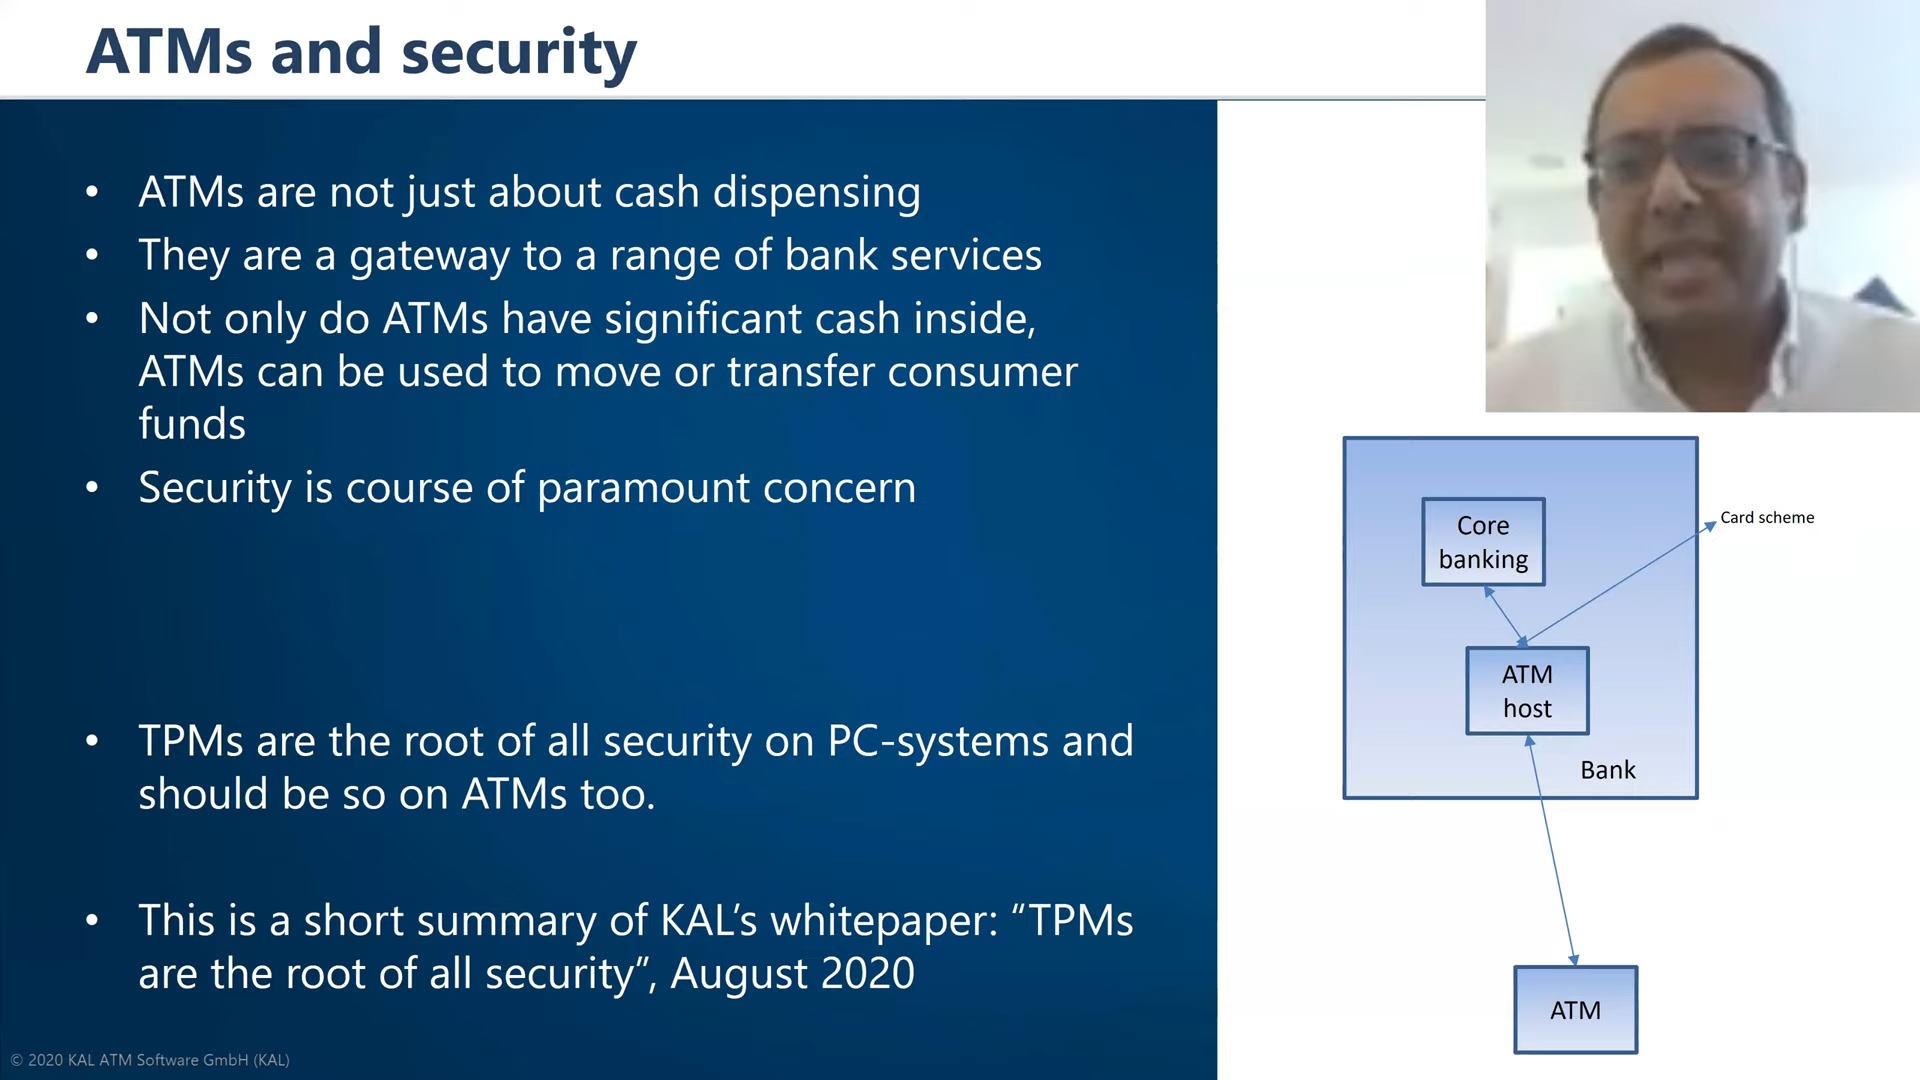 ATMs and security
• ATMs are not just about cash dispensing
• They are a gateway to a range of bank services
• Not only do ATMs have significant cash inside,
ATMs can be used to move or transfer consumer
funds
• Security is course of paramount concern
• TPMs are the root of all security on PC-systems and
should be so on ATMs too.
• This is a short summary of KAL’s whitepaper: “TPMs
are the root of all security”, August 2020
© 2020 KAL ATM Software GmbH (KAL)
Core
banking
Card scheme
ATM
host
Bank
ATM